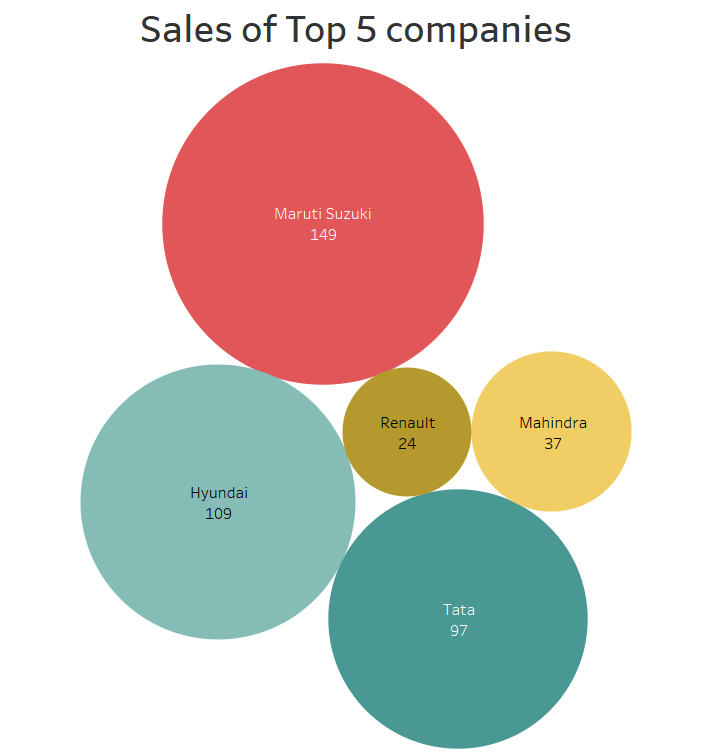 Sales of Top 5 companies
Maruti Suzuki
149
Renault
24
Mahindra
37
Hyundai
109
Tata
97